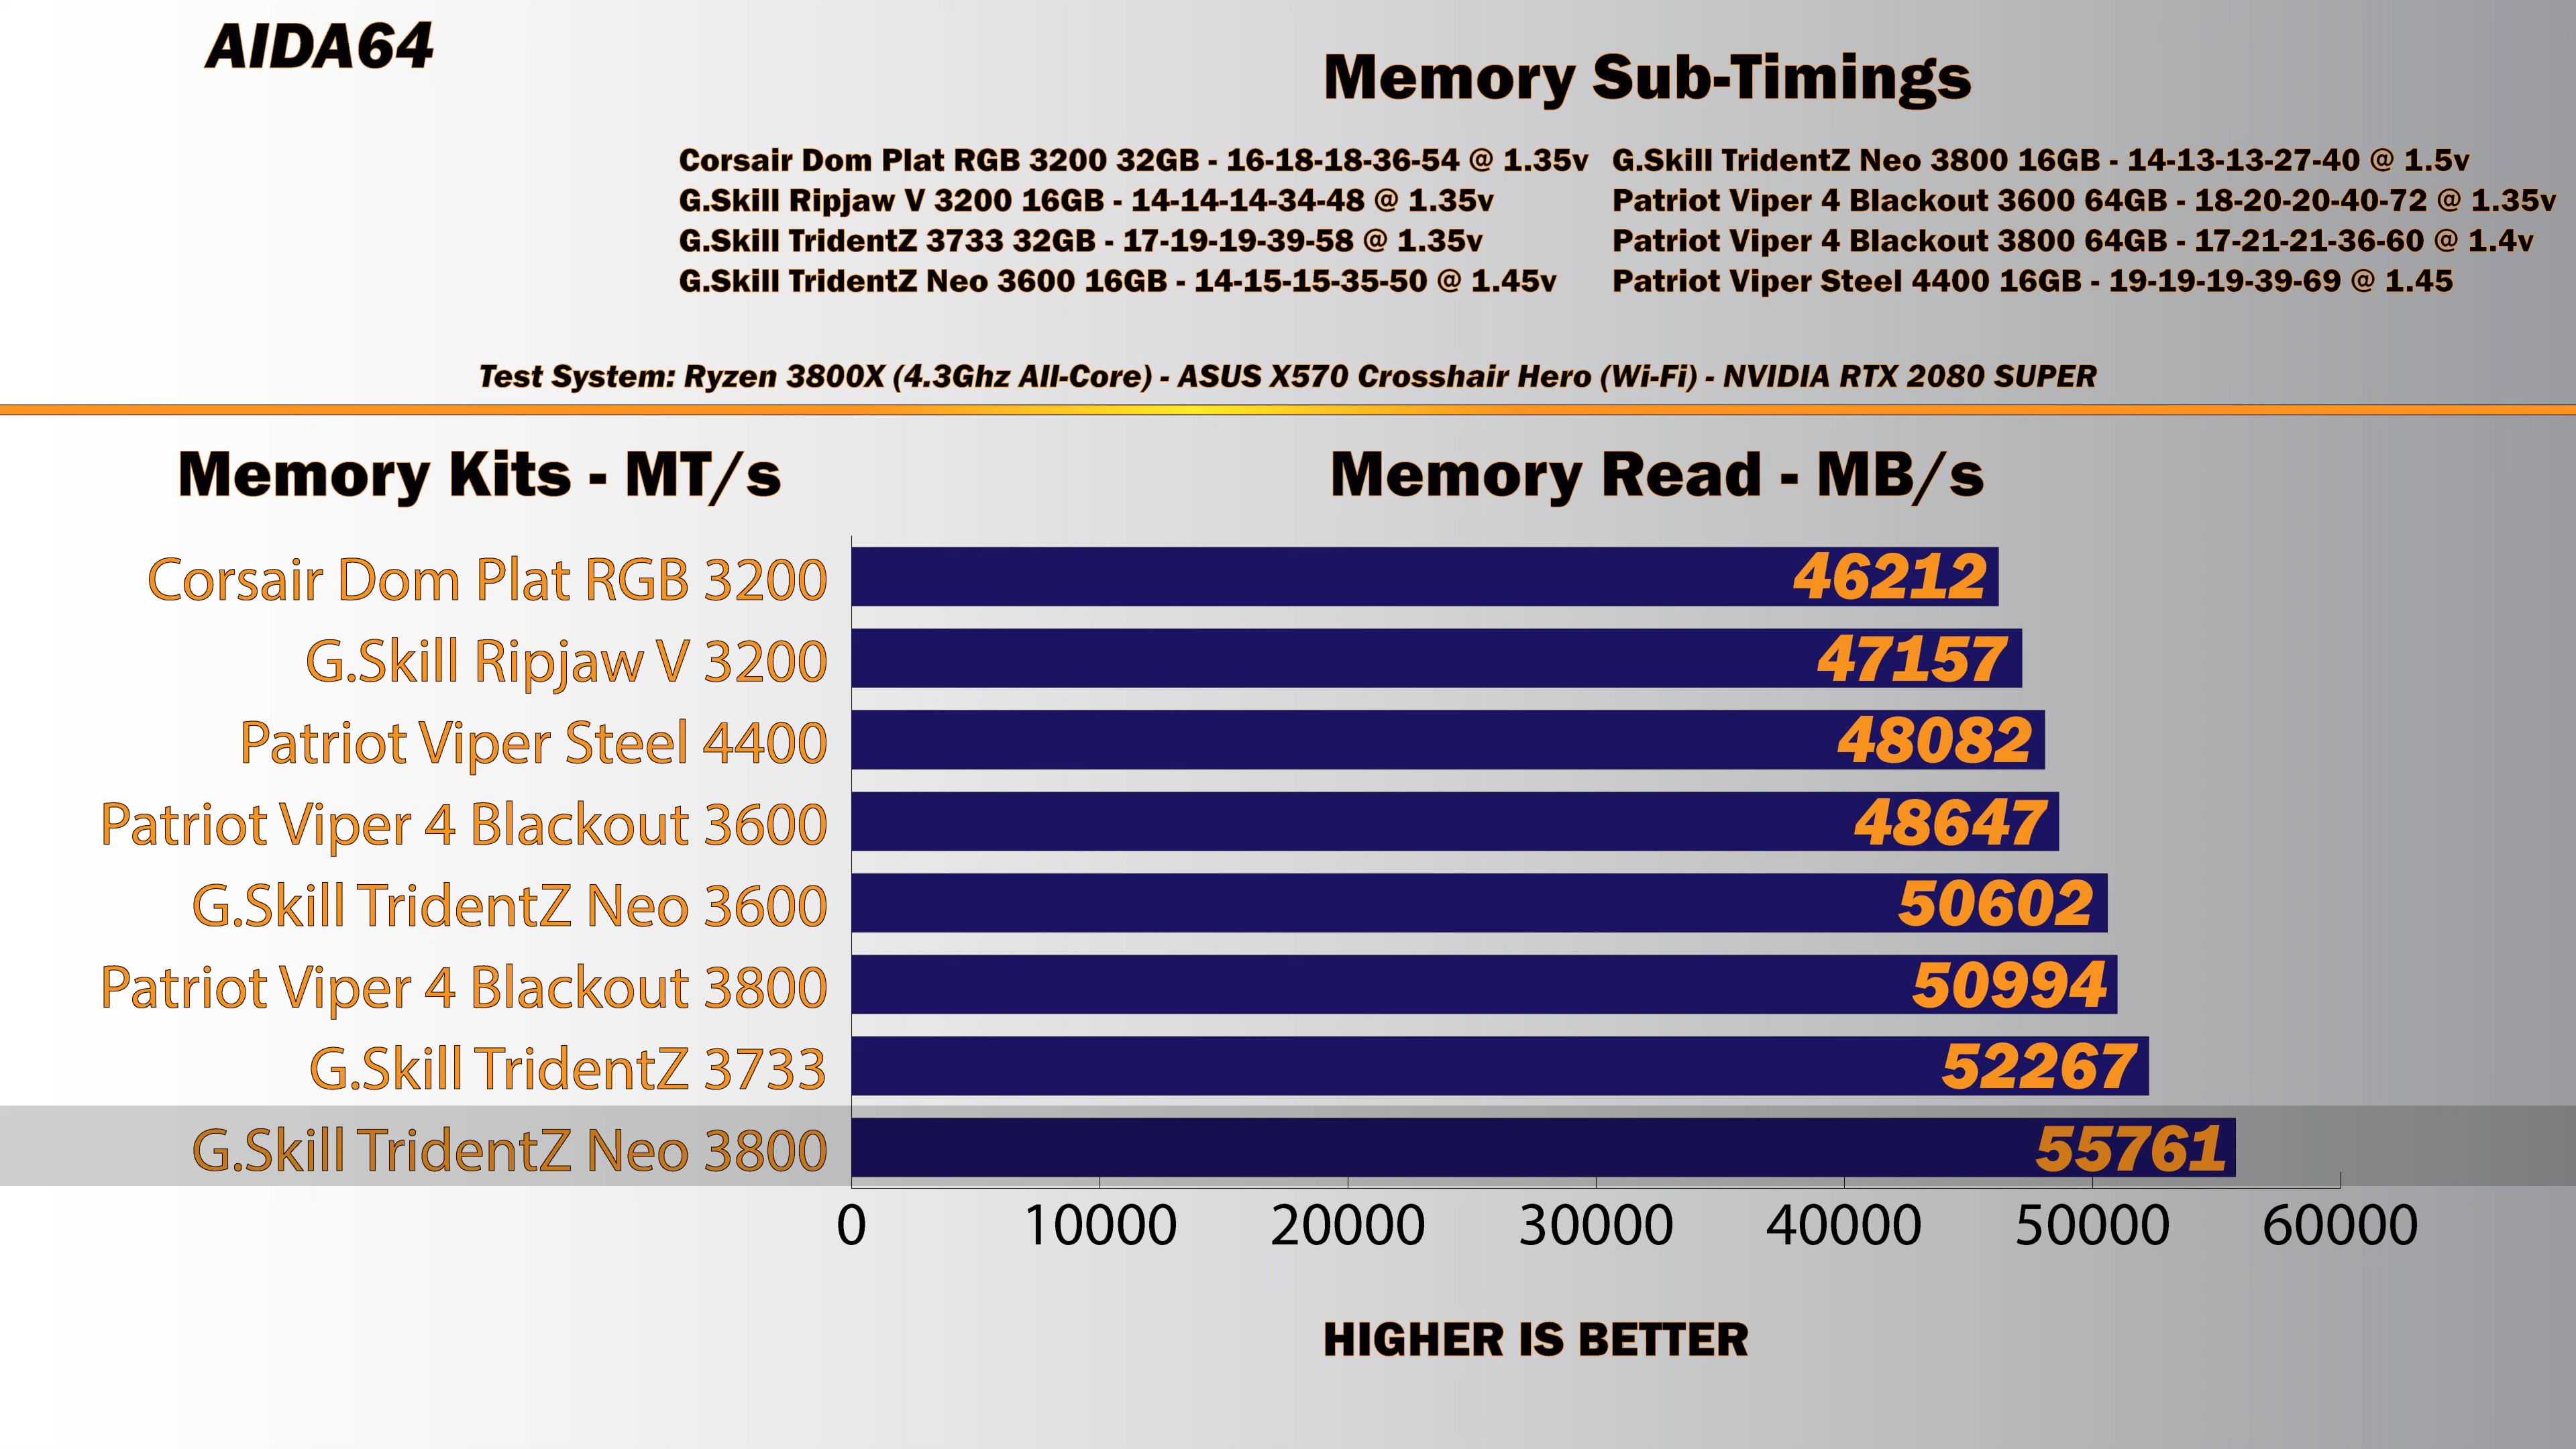 AIDA64
Memory Sub-Timings
Corsair Dom Plat RGB 3200 32GB - 16-18-18-36-54 @ 1.35v
G.Skill Ripjaw V 3200 16GB - 14-14-14-34-48 @ 1.35v
G.Skill TridentZ 3733 32GB - 17-19-19-39-58 @ 1.35v
G.Skill TridentZ Neo 3600 16GB - 14-15-15-35-50 @ 1.45v
G.Skill TridentZ Neo 3800 16GB - 14-13-13-27-40 @ 1.5v
Patriot Viper 4 Blackout 3600 64GB - 18-20-20-40-72 @ 1.35v
Patriot Viper 4 Blackout 3800 64GB - 17-21-21-36-60 @ 1.4v
Patriot Viper Steel 4400 16GB - 19-19-19-39-69 @ 1.45
Test System: Ryzen 3800X (4.3Ghz All-Core) - ASUS X570 Crosshair Hero (Wi-Fi) - NVIDIA RTX 2080 SUPER
Memory Kits - MT/s
Memory Read - MB/s
Corsair Dom Plat RGB 3200 46212
G.Skill Ripjaw V 3200 47157
Patriot Viper Steel 4400 48082
Patriot Viper 4 Blackout 3600 48647
G.Skill TridentZ Neo 3600 50602
Patriot Viper 4 Blackout 3800 50994
G.Skill TridentZ 3733 52267
G.Skill TridentZ Neo 3800 55761
0 10000 20000 30000 40000 50000 60000
HIGHER IS BETTER